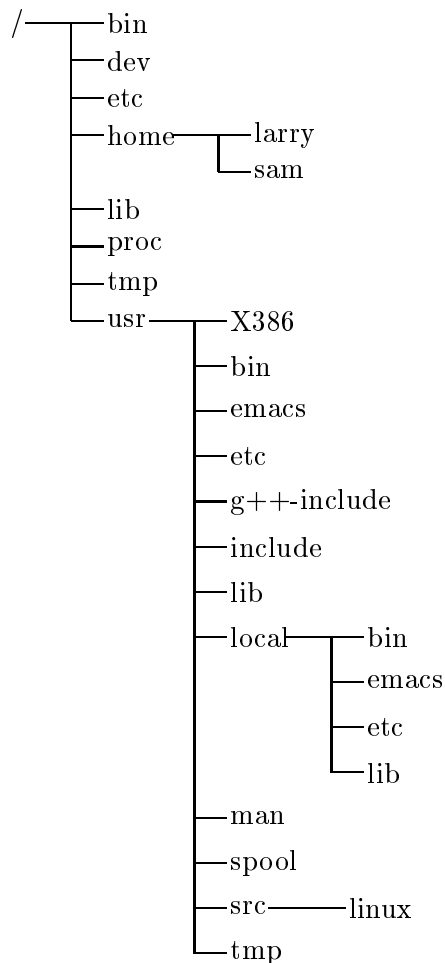 / bin
dev
etc
home larry
sam
lib
proc
tmp
usr X386
bin
emacs
etc
g++-include
include
lib
local bin
emacs
etc
lib
man
spool
src linux
tmp